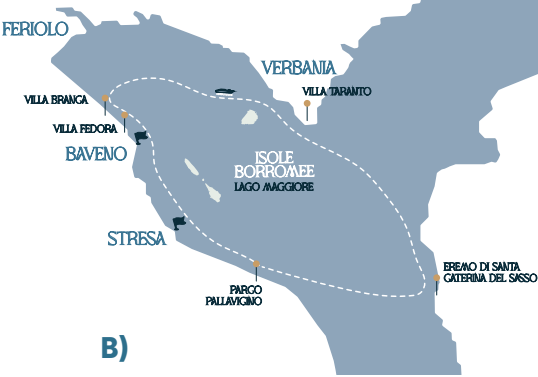 FERIOLO
VERBANIA
VILLA BRANCA
VILLA TARANTO
VILLA FEDORA
BAVENO
ISOLE
BORROMEE
LAGO MAGGIORE
STRESA
EREMO DI SANTA
CATERINA DEL SASSO
PARCO
PALLAVICINO
B)